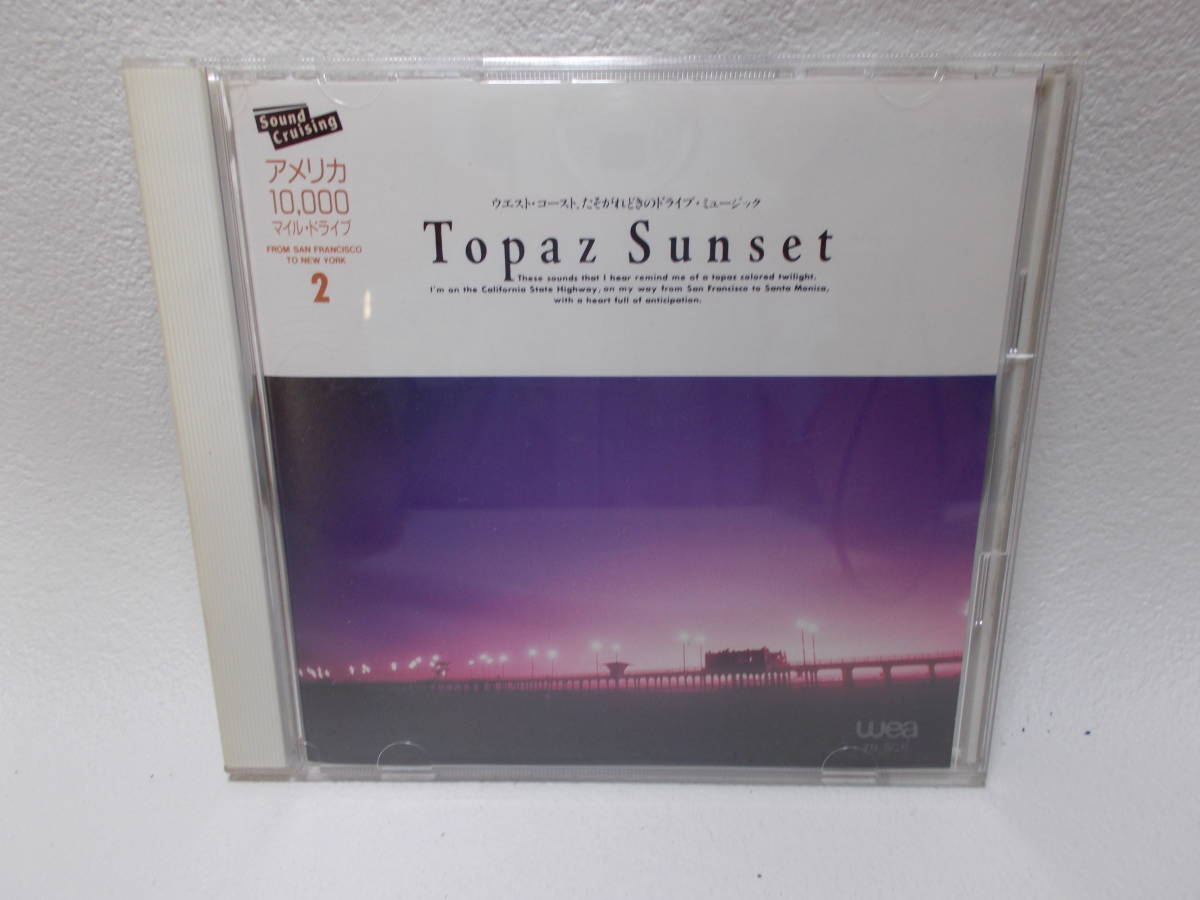 Sound
Cruising
アメリカ
10,000
マイル・ドライブ
FROM SAN FRANCISCO
TO NEW YORK
2
ウエスト・コースト、たそがれどきのドライブ・ミュージック
Topaz Sunset
These sounds that I hear remind me of a topaz colored twilight,
I'm on the California State Highway, on my way from San Francisco to Santa Monica,
with a heart full of anticipation.
wea